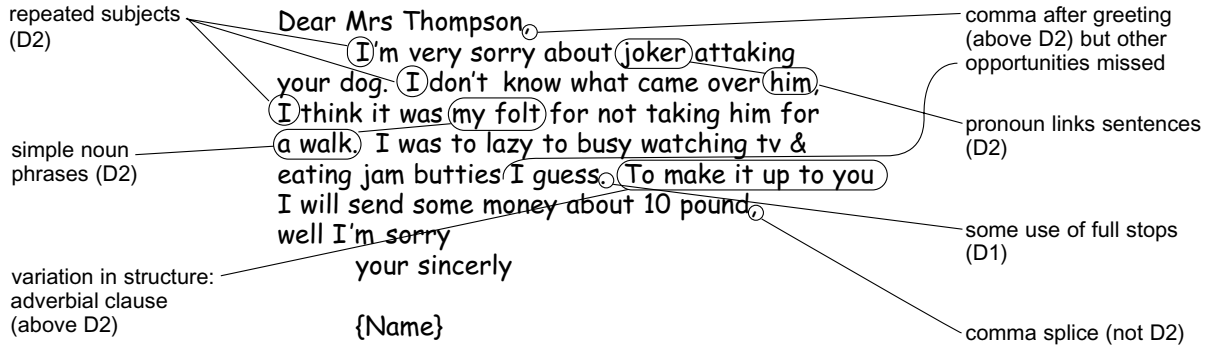 repeated subjects
(D2)
simple noun
phrases (D2)
variation in structure:
adverbial clause
(above D2)
Dear Mrs Thompson,
I'm very sorry about joker attaking
your dog. I don't know what came over him,
I think it was my folt for not taking him for
a walk. I was to lazy to busy watching tv &
eating jam butties I guess. To make it up to you
I will send some money about 10 pound,
well I'm sorry
your sincerly
{Name}
comma after greeting
(above D2) but other
opportunities missed
pronoun links sentences
(D2)
some use of full stops
(D1)
comma splice (not D2)